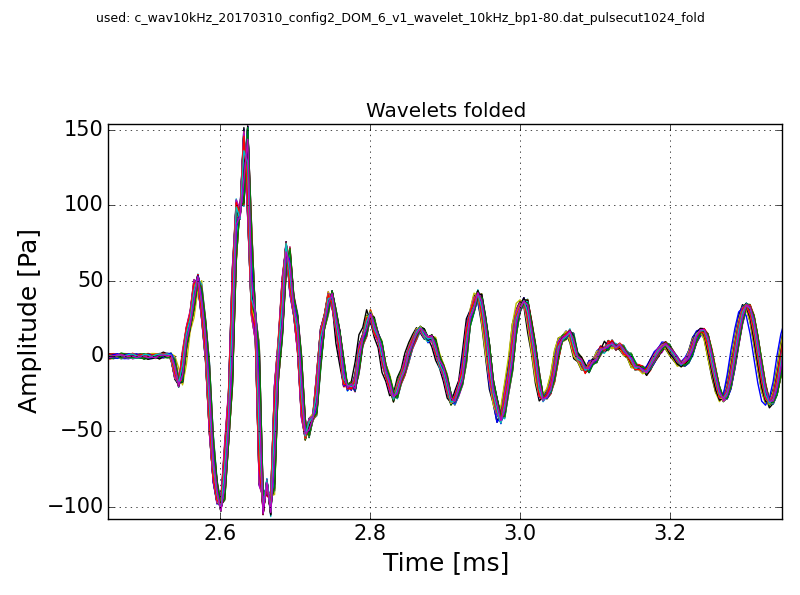 used: c_wav10kHz_20170310_config2_DOM_6_v1_wavelet_10kHz_bp1-80.dat_pulsecut1024_fold
Wavelets folded
Amplitude [Pa]
150
100
50
0
−50
−100
2.6 2.8 3.0 3.2
Time [ms]